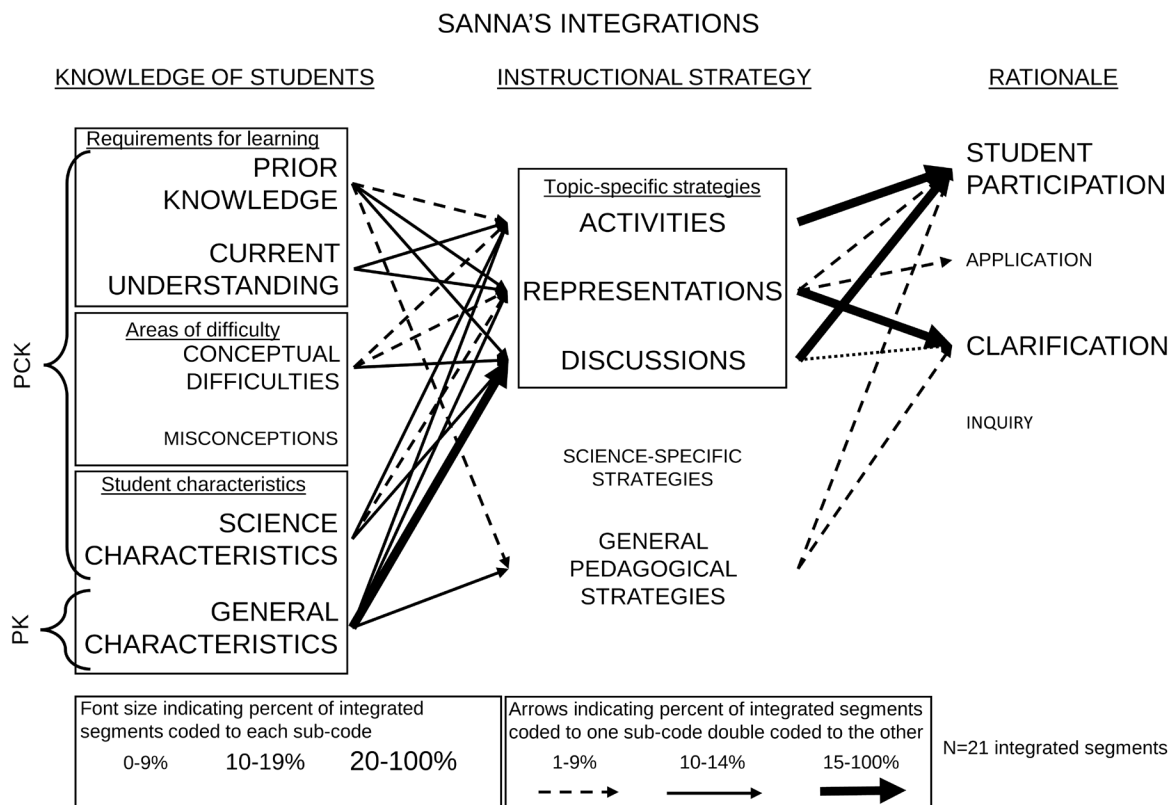 SANNA’S INTEGRATIONS
KNOWLEDGE OF STUDENTS
INSTRUCTIONAL STRATEGY
RATIONALE
Requirements for learning
PRIOR
KNOWLEDGE
CURRENT
UNDERSTANDING
Areas of difficulty
CONCEPTUAL
DIFFICULTIES
MISCONCEPTIONS
Student characteristics
SCIENCE
CHARACTERISTICS
GENERAL
CHARACTERISTICS
PCK
PK
Topic-specific strategies
ACTIVITIES
REPRESENTATIONS
DISCUSSIONS
SCIENCE-SPECIFIC
STRATEGIES
GENERAL
PEDAGOGICAL
STRATEGIES
STUDENT
PARTICIPATION
APPLICATION
CLARIFICATION
INQUIRY
Font size indicating percent of integrated
segments coded to each sub-code
0-9% 10-19% 20-100%
Arrows indicating percent of integrated segments
coded to one sub-code double coded to the other
1-9% 10-14% 15-100%
N=21 integrated segments